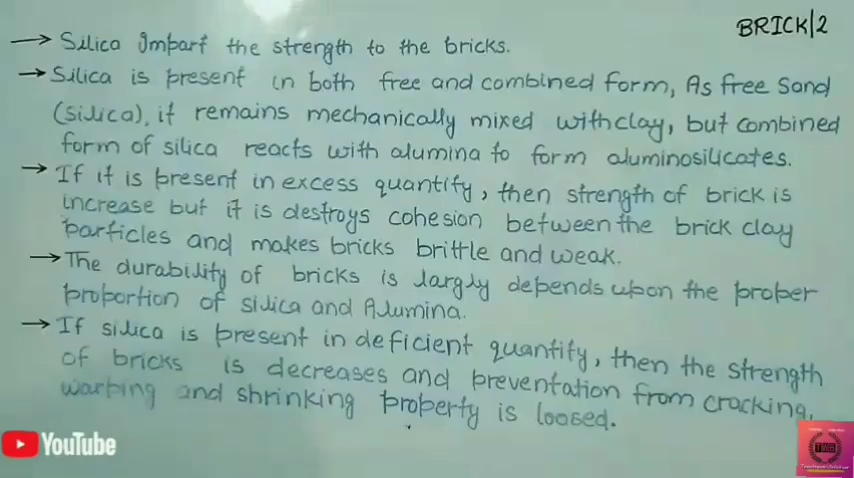 BRICK/2
→ Silica Impart the strength to the bricks.
→ Silica is present in both free and combined form, As free sand
(silica), it remains mechanically mixed with clay, but combined
form of silica reacts with alumina to form aluminosilicates.
→ If it is present in excess quantity, then strength of brick is
increase but it is destroys cohesion between the brick clay
particles and makes bricks brittle and weak.
→ The durability of bricks is largly depends upon the proper
proportion of silica and Alumina.
→ If silica is present in deficient quantity, then the strength
of bricks is decreases and preventation from cracking,
warping and shrinking property is loosed.
YouTube